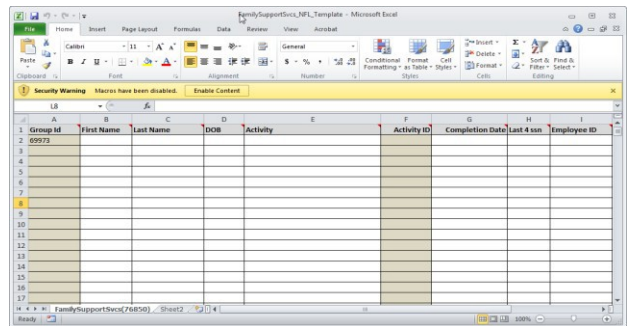 FamilySupportSvcs_NFL_Template - Microsoft Excel
File Home Insert Page Layout Formulas Data Review View Acrobat
Paste Calibri 11 A A General Conditional Formatting Format as Table Cell Styles Insert Delete Format Sort & Filter Find & Select
B I U A $ % ,
Clipboard Font Alignment Number Styles Cells Editing
Security Warning Macros have been disabled. Enable Content
L8 fx
A B C D E F G H I
1 Group Id First Name Last Name DOB Activity Activity ID Completion Date Last 4 ssn Employee ID
2 69973
3
4
5
6
7
8
9
10
11
12
13
14
15
16
17
FamilySupportSvcs(76850) Sheet2
Ready 100%